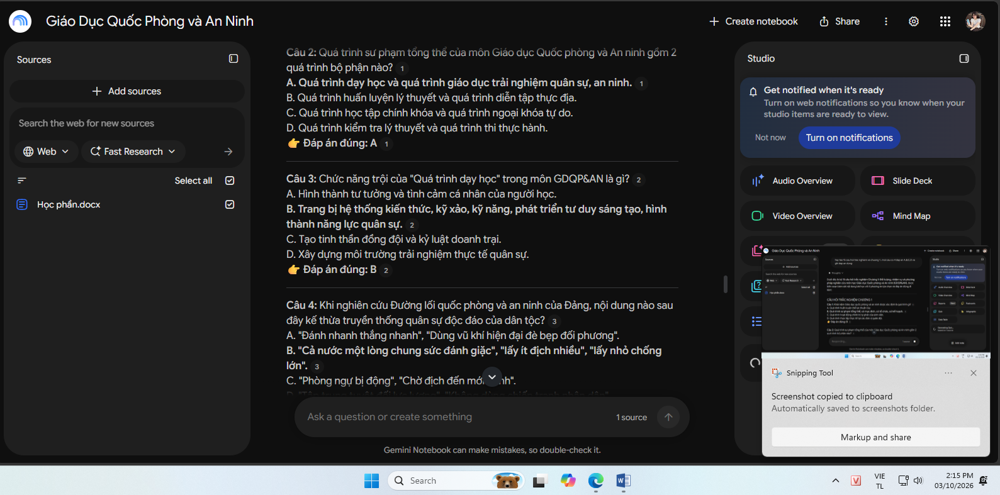 Giáo Dục Quốc Phòng và An Ninh
Create notebook
Share
Sources
Add sources
Search the web for new sources
Web
Fast Research
Select all
Học phần.docx
Câu 2: Quá trình sư phạm tổng thể của môn Giáo dục Quốc phòng và An ninh gồm 2
quá trình bộ phận nào? 1
A. Quá trình dạy học và quá trình giáo dục trải nghiệm quân sự, an ninh. 1
B. Quá trình huấn luyện lý thuyết và quá trình diễn tập thực địa.
C. Quá trình học tập chính khóa và quá trình ngoại khóa tự do.
D. Quá trình kiểm tra lý thuyết và quá trình thi thực hành.
👉 Đáp án đúng: A 1
Câu 3: Chức năng trội của "Quá trình dạy học" trong môn GDQP&AN là gì? 2
A. Hình thành tư tưởng và tình cảm cá nhân của người học.
B. Trang bị hệ thống kiến thức, kỹ xảo, kỹ năng, phát triển tư duy sáng tạo, hình
thành năng lực quân sự. 2
C. Tạo tinh thần đồng đội và kỷ luật doanh trại.
D. Xây dựng môi trường trải nghiệm thực tế quân sự.
👉 Đáp án đúng: B 2
Câu 4: Khi nghiên cứu Đường lối quốc phòng và an ninh của Đảng, nội dung nào sau
đây kế thừa truyền thống quân sự độc đáo của dân tộc? 3
A. "Đánh nhanh thắng nhanh", "Dùng vũ khí hiện đại đè bẹp đối phương".
B. "Cả nước một lòng chung sức đánh giặc", "lấy ít địch nhiều", "lấy nhỏ chống
lớn". 3
C. "Phòng ngự bị động", "Chờ địch đến mới
Ask a question or create something
1 source
Gemini Notebook can make mistakes, so double-check it.
Studio
Get notified when it's ready
Turn on web notifications so you know when your
studio items are ready to view.
Not now
Turn on notifications
Audio Overview
Slide Deck
Video Overview
Mind Map
Giáo Dục Quốc Phòng và An Ninh
Snipping Tool
Screenshot copied to clipboard
Automatically saved to screenshots folder.
Markup and share
Search
VIE
TL
2:15 PM
03/10/2026